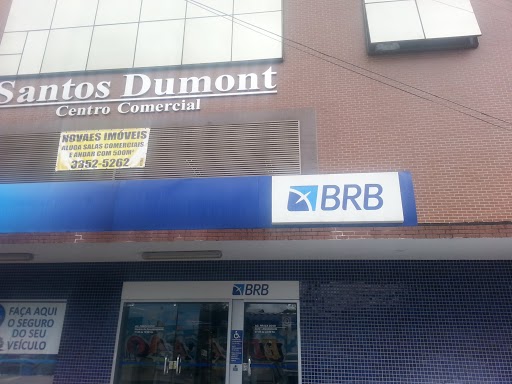 Santos Dumont
Centro Comercial
NOVAES IMÓVEIS
ALUGA SALAS COMERCIAIS
E ANDAR COM 500M²
3352-5262
BRB
BRB
FAÇA AQUI
O SEGURO
DO SEU
VEÍCULO